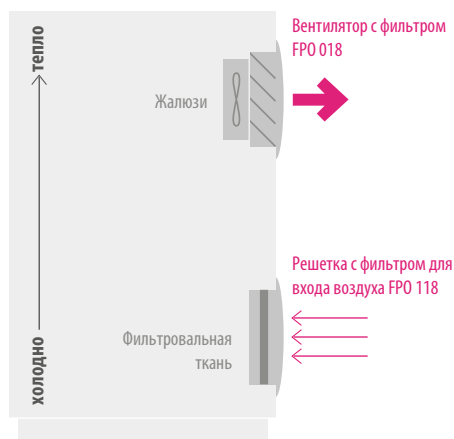 Вентилятор с фильтром
FPO 018
тепло
Жалюзи
Решетка с фильтром для
входа воздуха FPO 118
Фильтровальная
ткань
холодно